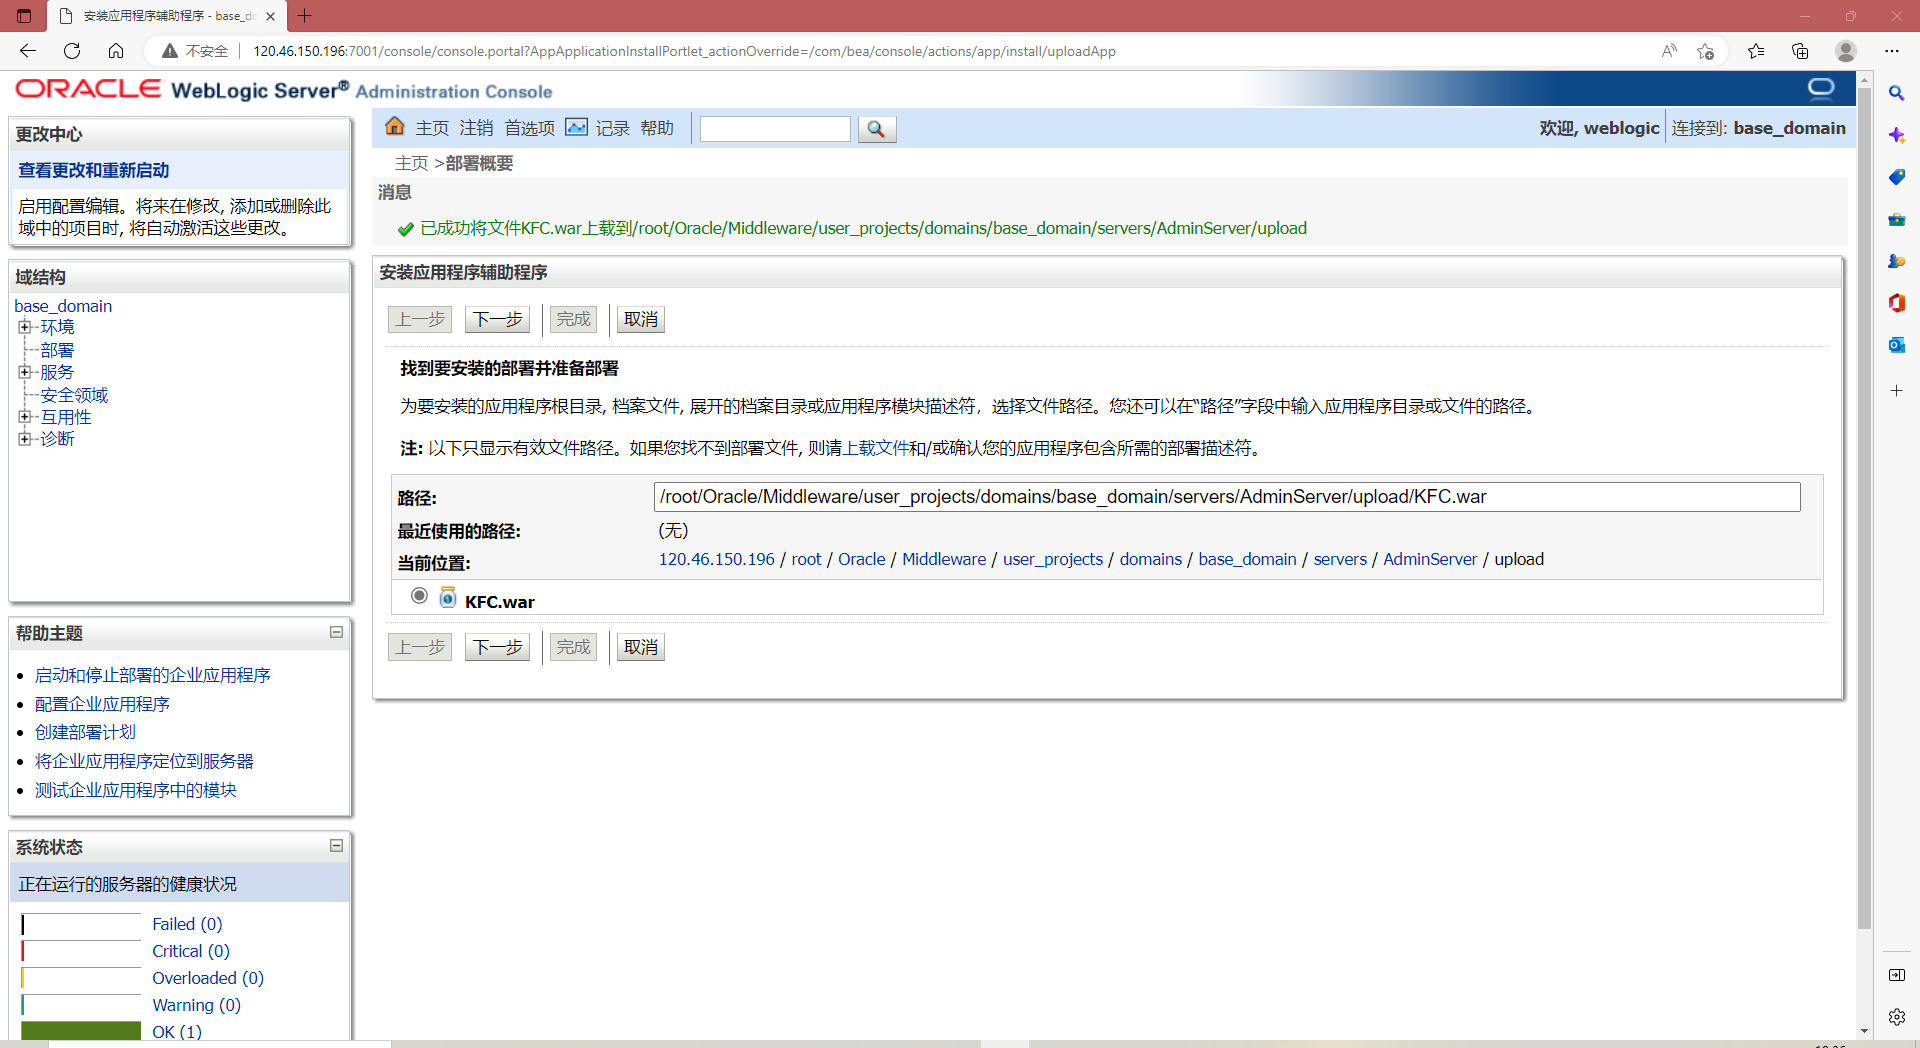 安装应用程序辅助程序 - base_do
不安全
120.46.150.196:7001/console/console.portal?AppApplicationInstallPortlet_actionOverride=/com/bea/console/actions/app/install/uploadApp
ORACLE WebLogic Server® Administration Console
更改中心
查看更改和重新启动
启用配置编辑。将来在修改, 添加或删除此
域中的项目时, 将自动激活这些更改。
域结构
base_domain
环境
部署
服务
安全领域
互用性
诊断
帮助主题
启动和停止部署的企业应用程序
配置企业应用程序
创建部署计划
将企业应用程序定位到服务器
测试企业应用程序中的模块
系统状态
正在运行的服务器的健康状况
Failed (0)
Critical (0)
Overloaded (0)
Warning (0)
OK (1)
主页 注销 首选项 记录 帮助
欢迎, weblogic 连接到: base_domain
主页 >部署概要
消息
已成功将文件KFC.war上载到/root/Oracle/Middleware/user_projects/domains/base_domain/servers/AdminServer/upload
安装应用程序辅助程序
上一步 下一步 完成 取消
找到要安装的部署并准备部署
为要安装的应用程序根目录, 档案文件, 展开的档案目录或应用程序模块描述符，选择文件路径。您还可以在“路径”字段中输入应用程序目录或文件的路径。
注: 以下只显示有效文件路径。如果您找不到部署文件, 则请上载文件和/或确认您的应用程序包含所需的部署描述符。
路径: /root/Oracle/Middleware/user_projects/domains/base_domain/servers/AdminServer/upload/KFC.war
最近使用的路径: (无)
当前位置: 120.46.150.196 / root / Oracle / Middleware / user_projects / domains / base_domain / servers / AdminServer / upload
KFC.war
上一步 下一步 完成 取消